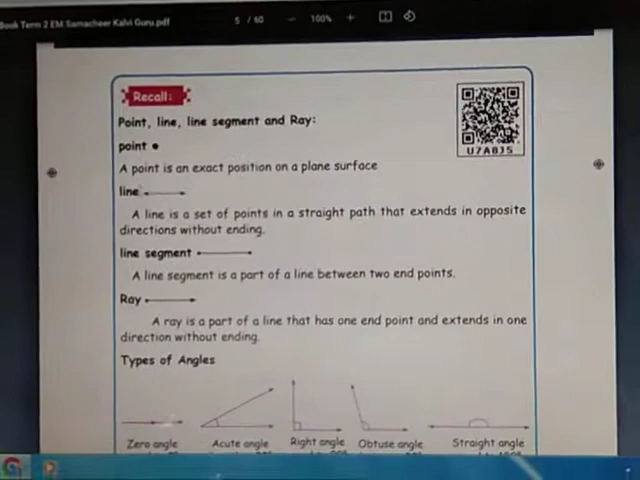 Book Term 2 EM Samacheer Kalvi Guru.pdf
5 / 60
100%
Recall:
U7A8J5
Point, line, line segment and Ray:
point
A point is an exact position on a plane surface
line
A line is a set of points in a straight path that extends in opposite
directions without ending.
line segment
A line segment is a part of a line between two end points.
Ray
A ray is a part of a line that has one end point and extends in one
direction without ending.
Types of Angles
Zero angle Acute angle Right angle Obtuse angle Straight angle